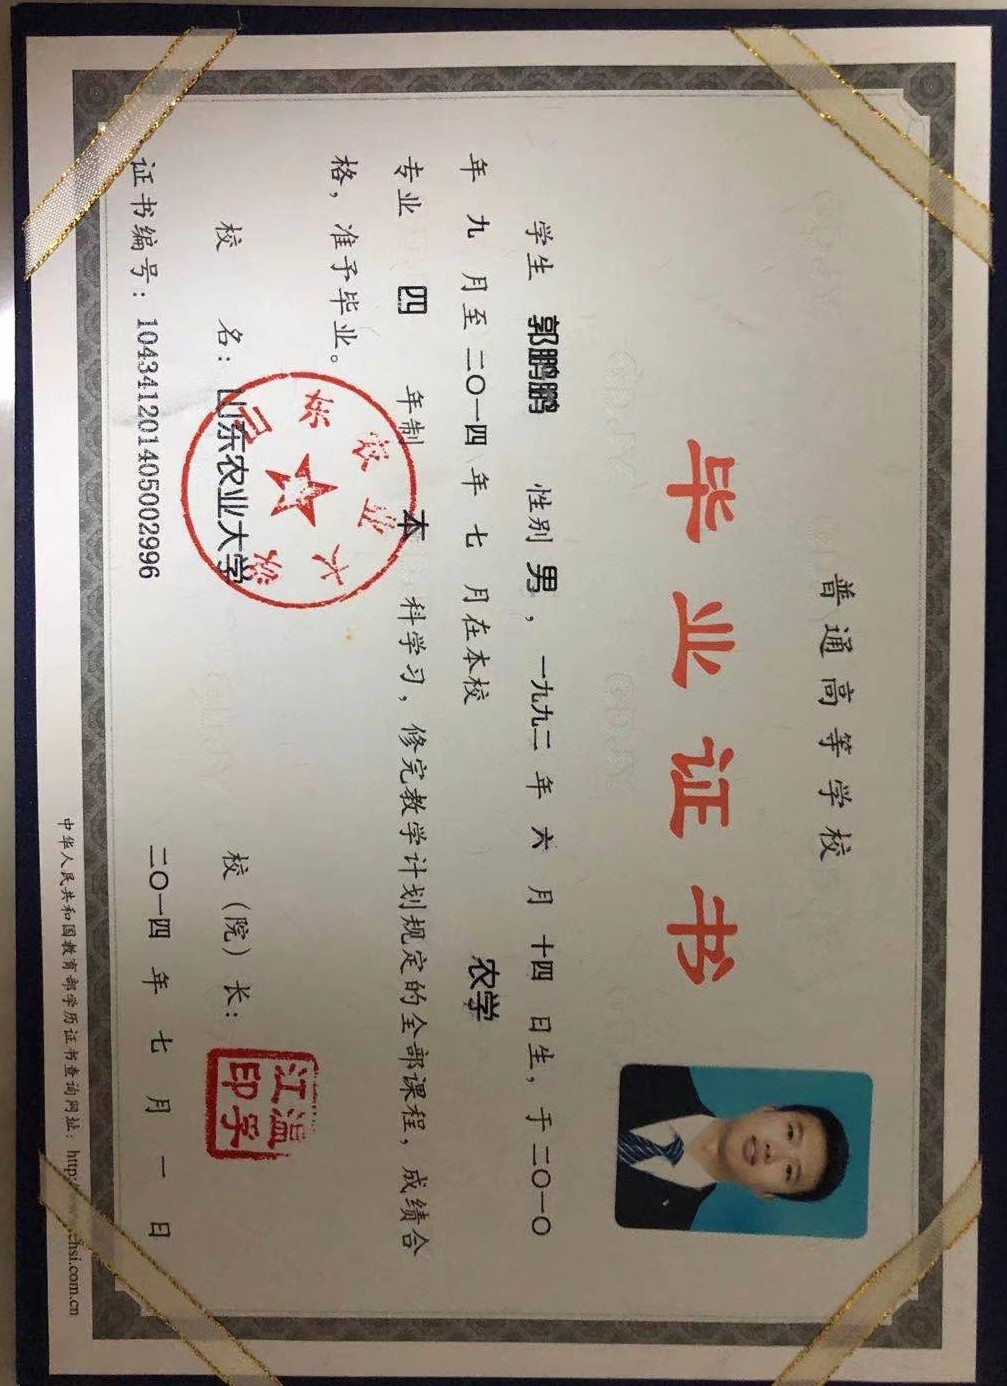 普通高等学校
毕业证书
学生 郭鹏鹏 性别 男，一九九二 年 六 月 十四 日生，于二〇一〇
年 九 月至 二〇一四 年 七 月在本校 农学
专业 四 年制 本 科学习，修完教学计划规定的全部课程，成绩合
格，准予毕业。
校 名：山东农业大学
校（院）长：
温孚江印
山东农业大学
证书编号：104341201405002996
二〇一四 年 七 月 一 日
中华人民共和国教育部学历证书查询网址：